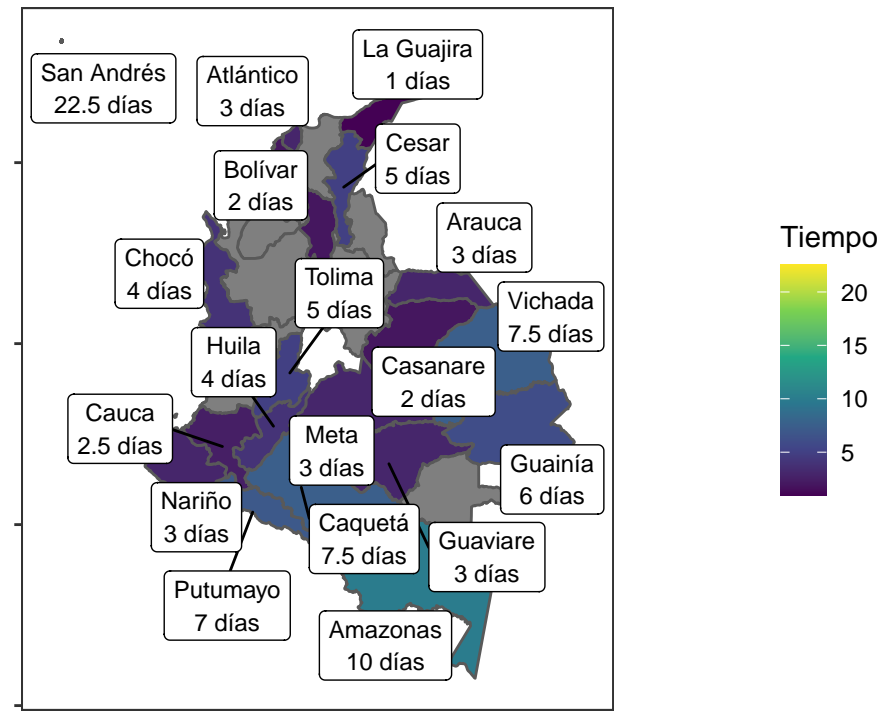 La Guajira
1 días
San Andrés
22.5 días
Atlántico
3 días
Cesar
5 días
Bolívar
2 días
Arauca
3 días
Chocó
4 días
Tolima
5 días
Vichada
7.5 días
Huila
4 días
Casanare
2 días
Cauca
2.5 días
Meta
3 días
Guainía
6 días
Nariño
3 días
Caquetá
7.5 días
Guaviare
3 días
Putumayo
7 días
Amazonas
10 días
Tiempo
20
15
10
5